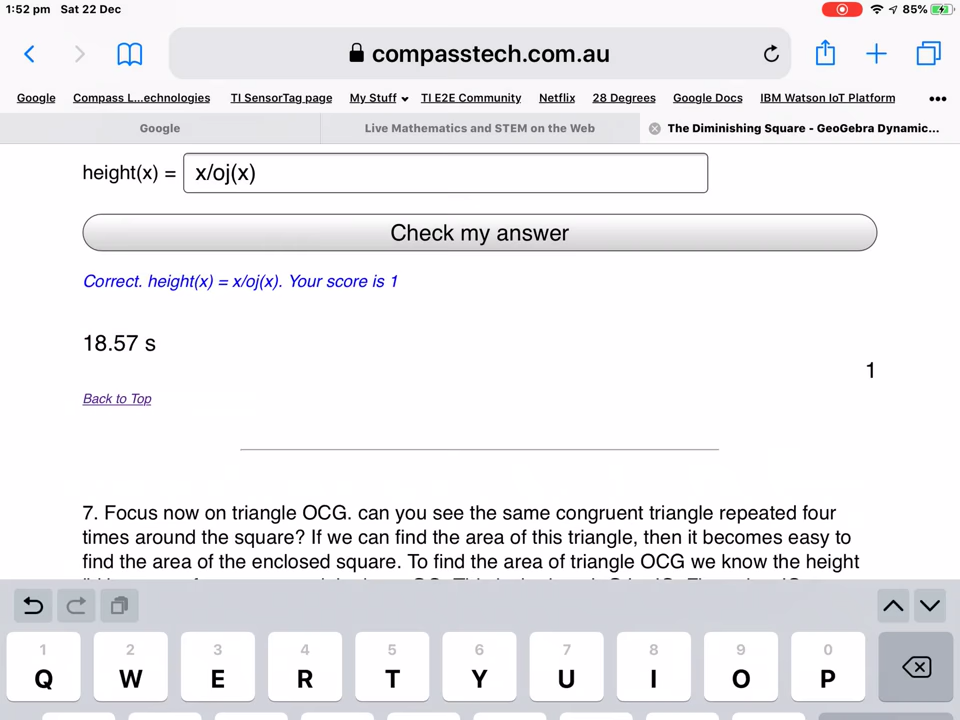 1:52 pm Sat 22 Dec 85%
compasstech.com.au
Google Compass L...echnologies TI SensorTag page My Stuff TI E2E Community Netflix 28 Degrees Google Docs IBM Watson IoT Platform •••
Google Live Mathematics and STEM on the Web The Diminishing Square - GeoGebra Dynamic...
height(x) = x/oj(x)
Check my answer
Correct. height(x) = x/oj(x). Your score is 1
18.57 s
1
Back to Top
7. Focus now on triangle OCG. can you see the same congruent triangle repeated four
times around the square? If we can find the area of this triangle, then it becomes easy to
find the area of the enclosed square. To find the area of triangle OCG we know the height
1 2 3 4 5 6 7 8 9 0
Q W E R T Y U I O P